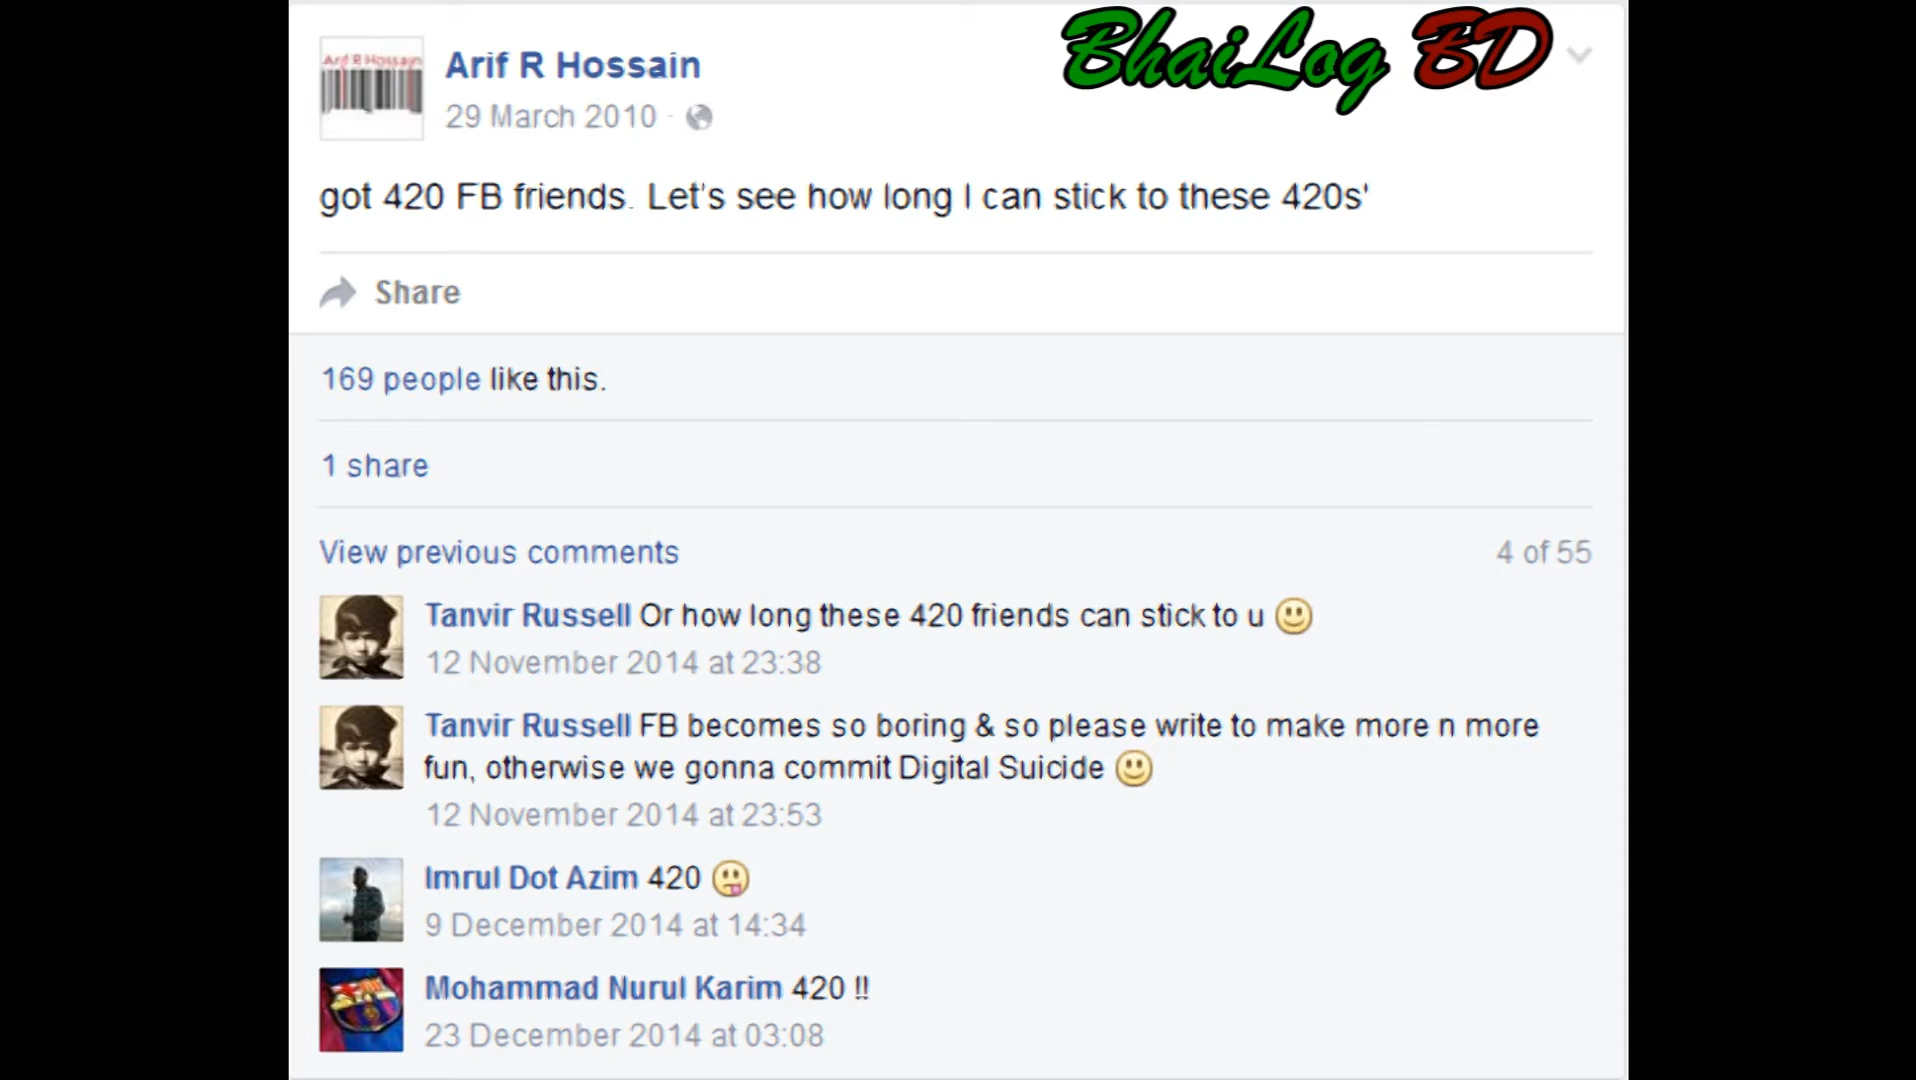 BhaiLog BD
Arif R Hossain
Arif R Hossain
29 March 2010 ·
got 420 FB friends. Let's see how long I can stick to these 420s'
Share
169 people like this.
1 share
View previous comments 4 of 55
Tanvir Russell Or how long these 420 friends can stick to u
12 November 2014 at 23:38
Tanvir Russell FB becomes so boring & so please write to make more n more
fun, otherwise we gonna commit Digital Suicide
12 November 2014 at 23:53
Imrul Dot Azim 420
9 December 2014 at 14:34
Mohammad Nurul Karim 420 !!
23 December 2014 at 03:08